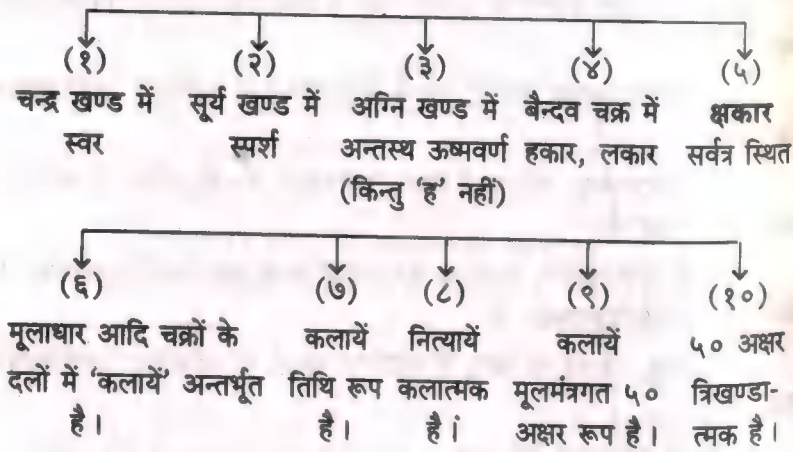 (१) (२) (३) (४) (५)
चन्द्र खण्ड में सूर्य खण्ड में अग्नि खण्ड में बैन्दव चक्र में क्षकार
स्वर स्पर्श अन्तस्थ ऊष्मवर्ण हकार, लकार सर्वत्र स्थित
(किन्तु 'ह' नहीं)
(६) (७) (८) (९) (१०)
मूलाधार आदि चक्रों के कलायें नित्यायें कलायें ५० अक्षर
दलों में 'कलायें' अन्तर्भूत तिथि रूप कलात्मक मूलमंत्रगत ५० त्रिखण्डा-
है। है। है। अक्षर रूप है। त्मक है।